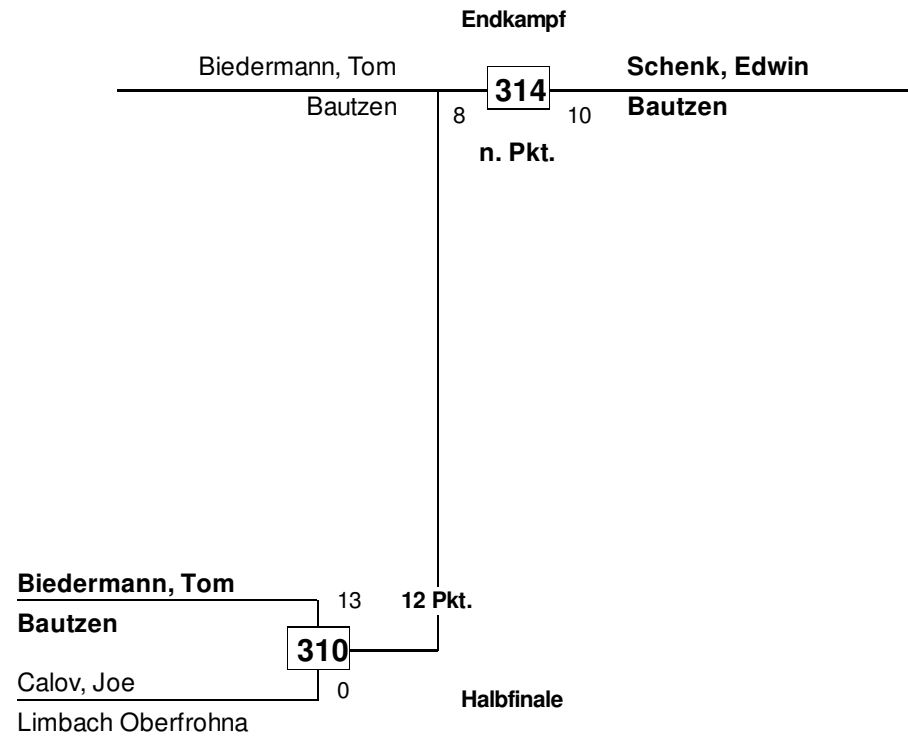 Endkampf
Biedermann, Tom 314 Schenk, Edwin
Bautzen 8 10 Bautzen
n. Pkt.
Biedermann, Tom
13 12 Pkt.
Bautzen
310
Calov, Joe 0
Halbfinale
Limbach Oberfrohna